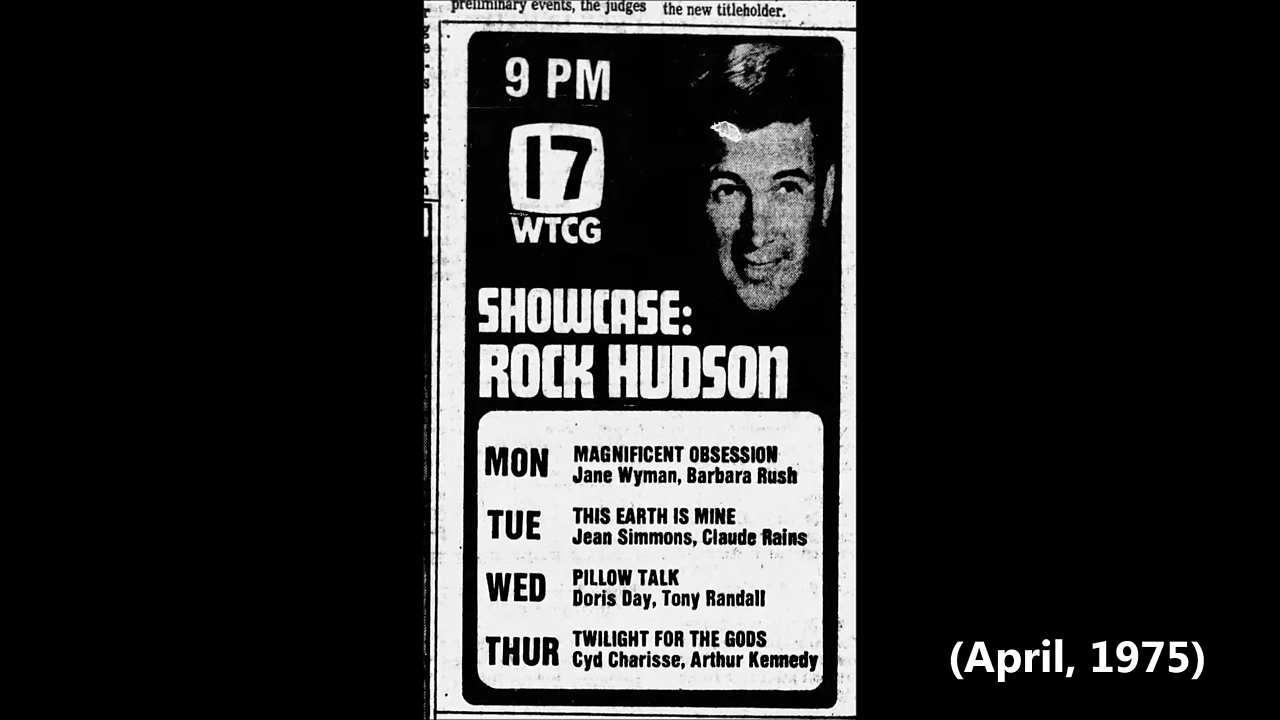 preliminary events, the judges the new titleholder.
9 PM
17
WTCG
SHOWCASE:
ROCK HUDSON
MON MAGNIFICENT OBSESSION
Jane Wyman, Barbara Rush
TUE THIS EARTH IS MINE
Jean Simmons, Claude Rains
WED PILLOW TALK
Doris Day, Tony Randall
THUR TWILIGHT FOR THE GODS
Cyd Charisse, Arthur Kennedy
(April, 1975)